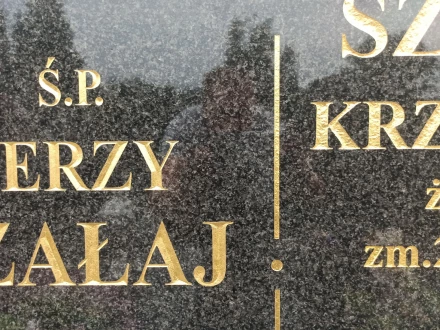 Ś.P.
ERZY
ZAŁAJ
SZ
KRZ
ż
zm.